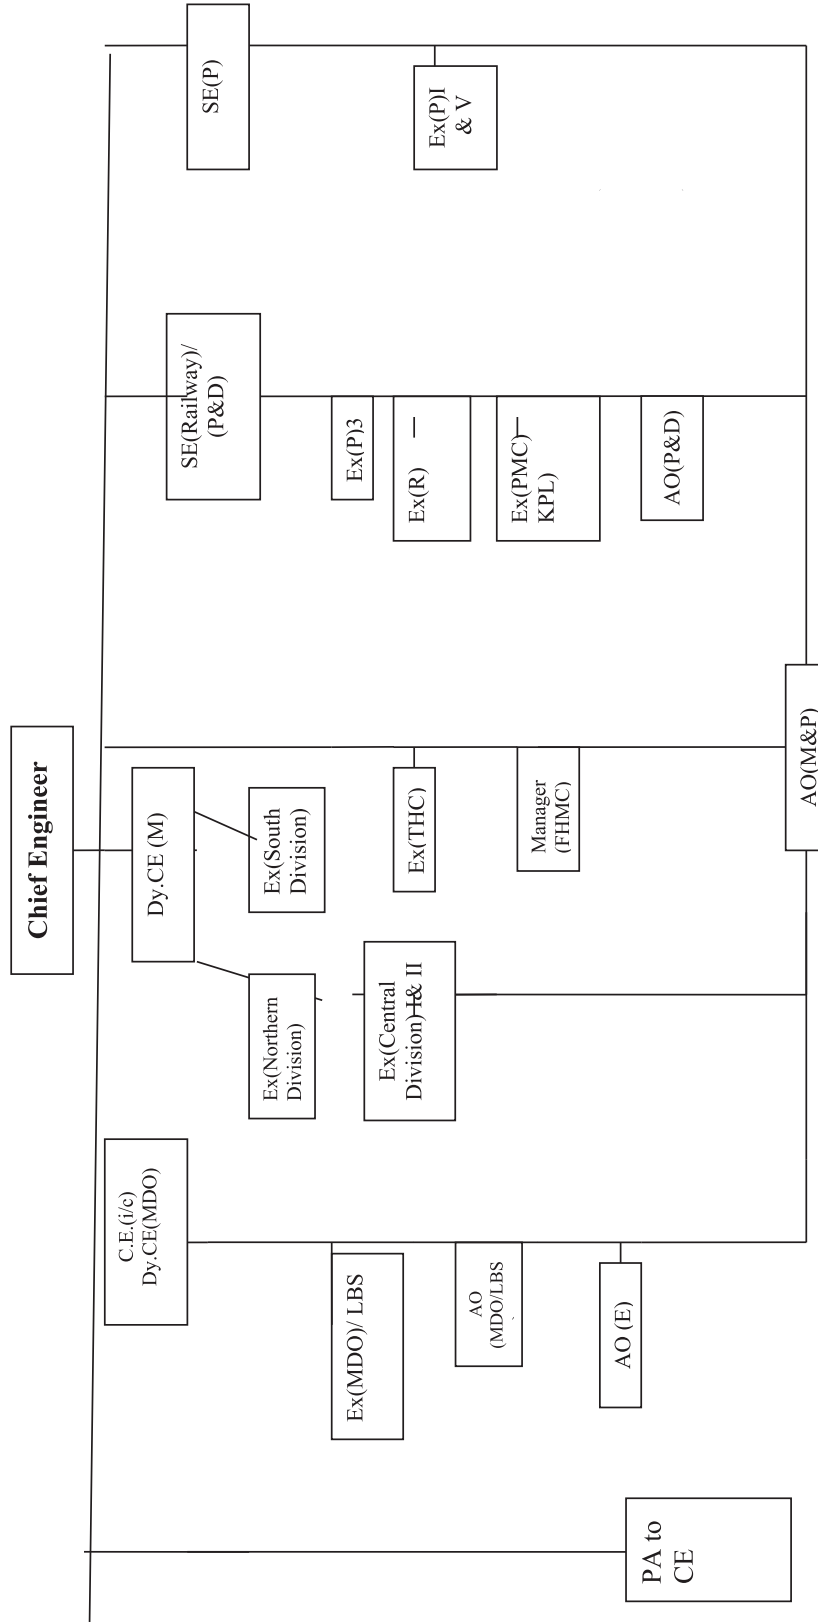 Chief Engineer
PA to
CE
C.E.(i/c)
Dy.CE(MDO)
Dy.CE (M)
SE(Railway)/
(P&D)
SE(P)
Ex(Northern
Division)
Ex(South
Division)
Ex(MDO)/ LBS
Ex(Central
Division) I& II
Ex(THC)
Ex(P)3
Ex(R)
Ex(P)I
& V
AO
(MDO/LBS
Manager
(FHMC)
Ex(PMC)
KPL)
AO (E)
AO(P&D)
AO(M&P)